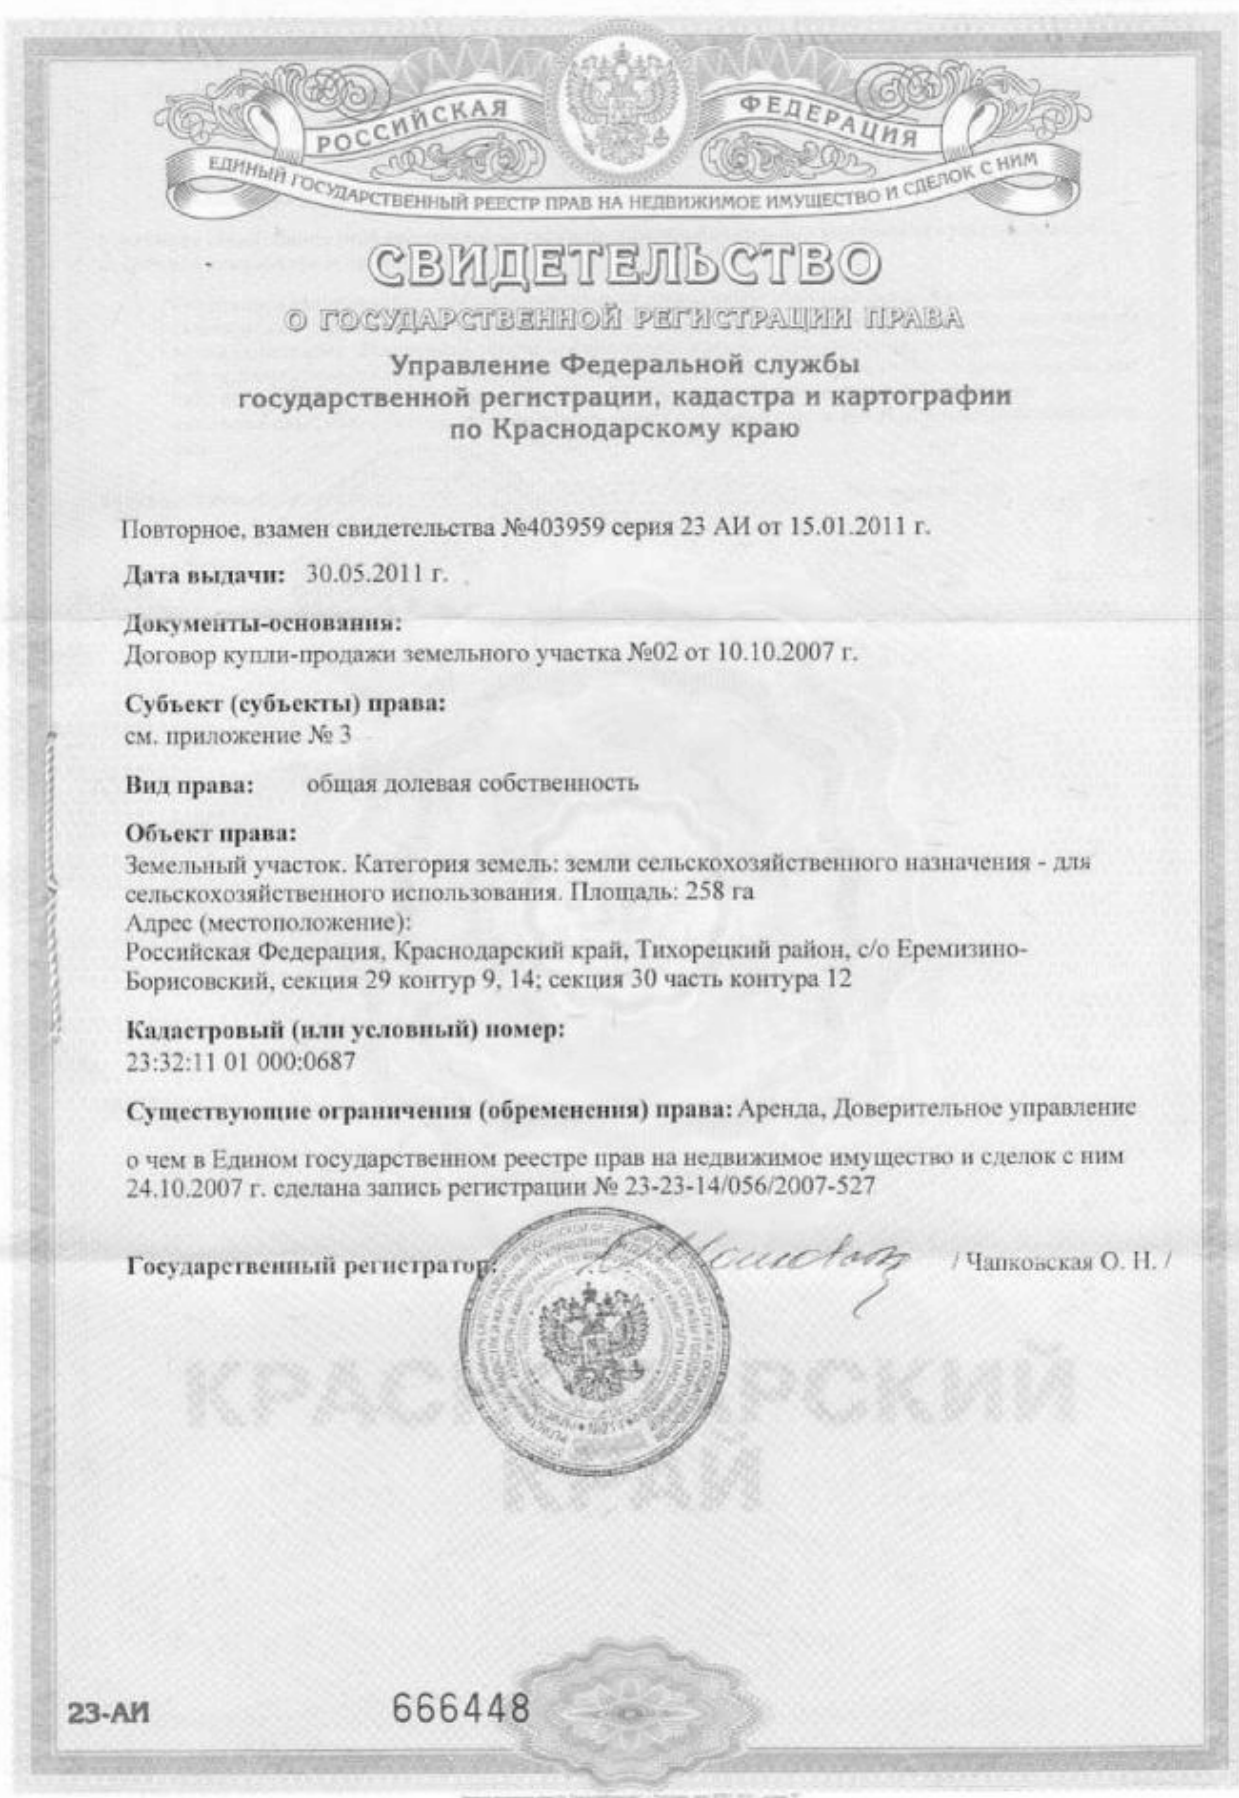 РОССИЙСКАЯ ФЕДЕРАЦИЯ
ЕДИНЫЙ ГОСУДАРСТВЕННЫЙ РЕЕСТР ПРАВ НА НЕДВИЖИМОЕ ИМУЩЕСТВО И СДЕЛОК С НИМ
СВИДЕТЕЛЬСТВО
О ГОСУДАРСТВЕННОЙ РЕГИСТРАЦИИ ПРАВА
Управление Федеральной службы
государственной регистрации, кадастра и картографии
по Краснодарскому краю
Повторное, взамен свидетельства №403959 серия 23 АИ от 15.01.2011 г.
Дата выдачи: 30.05.2011 г.
Документы-основания:
Договор купли-продажи земельного участка №02 от 10.10.2007 г.
Субъект (субъекты) права:
см. приложение № 3
Вид права: общая долевая собственность
Объект права:
Земельный участок. Категория земель: земли сельскохозяйственного назначения - для
сельскохозяйственного использования. Площадь: 258 га
Адрес (местоположение):
Российская Федерация, Краснодарский край, Тихорецкий район, с/о Еремизино-
Борисовский, секция 29 контур 9, 14; секция 30 часть контура 12
Кадастровый (или условный) номер:
23:32:11 01 000:0687
Существующие ограничения (обременения) права: Аренда, Доверительное управление
о чем в Едином государственном реестре прав на недвижимое имущество и сделок с ним
24.10.2007 г. сделана запись регистрации № 23-23-14/056/2007-527
Государственный регистратор: / Чапковская О. Н. /
КРАСНОДАРСКИЙ
КРАЙ
23-АИ 666448